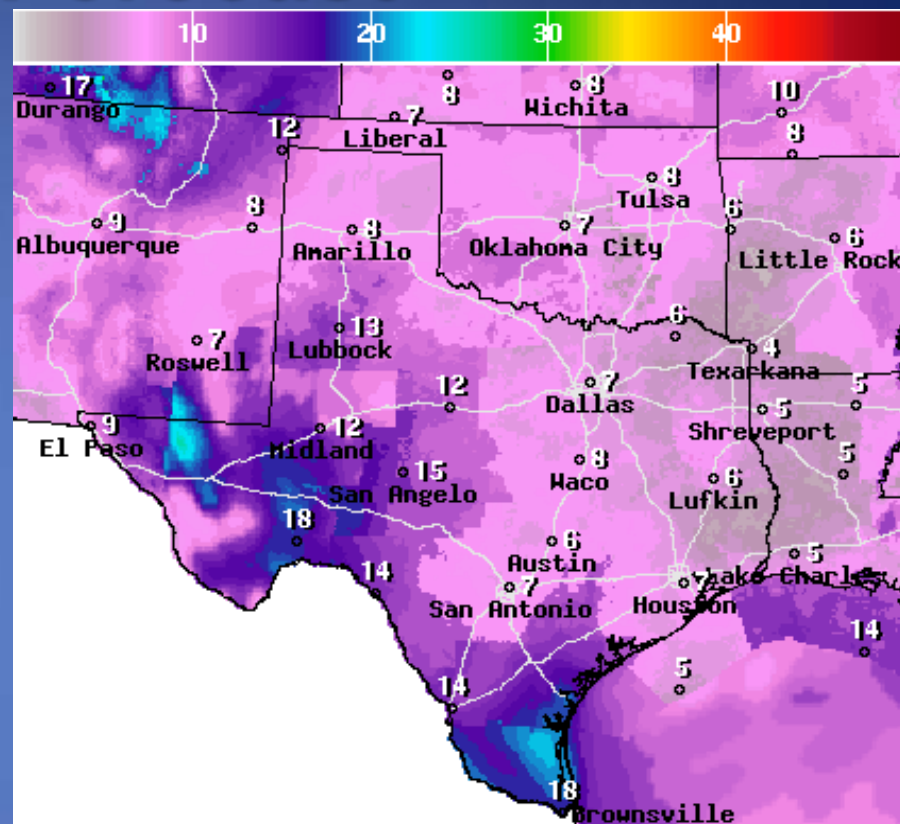 10 20 30 40
17
Durango
8
8
Wichita
10
7
Liberal
12
8
8
Tulsa
9
Albuquerque
8
8
Amarillo
7
Oklahoma City
6
6
Little Rock
13
Lubbock
7
Roswell
6
4
Texarkana
7
Dallas
12
5
Shreveport
5
9
El Paso
12
Midland
15
San Angelo
8
Waco
6
Lufkin
5
18
6
Austin
5
Lake Charles
14
7
San Antonio
7
Houston
14
5
14
18
Brownsville